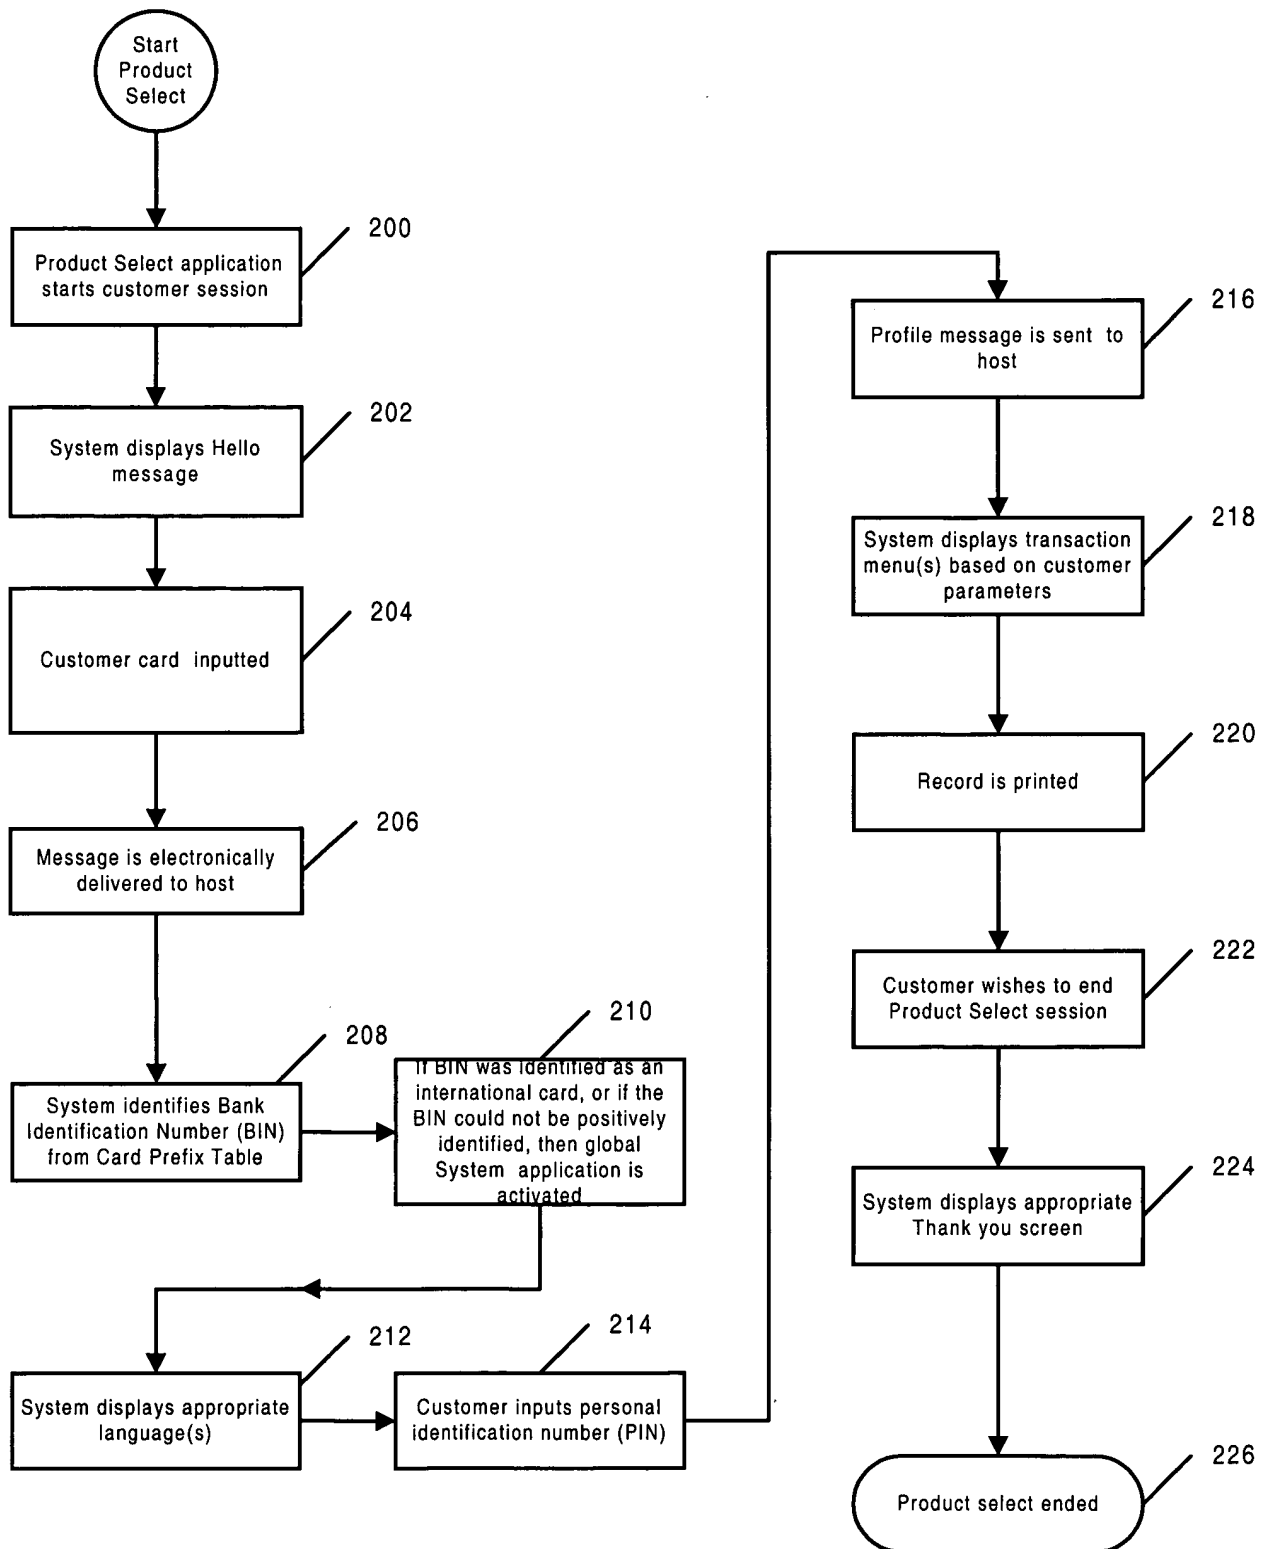 Start
Product
Select
200
Product Select application
starts customer session
202
System displays Hello
message
204
Customer card inputted
206
Message is electronically
delivered to host
208
System identifies Bank
Identification Number (BIN)
from Card Prefix Table
210
If BIN was identified as an
international card, or if the
BIN could not be positively
identified, then global
System application is
activated
212
System displays appropriate
language(s)
214
Customer inputs personal
identification number (PIN)
216
Profile message is sent to
host
218
System displays transaction
menu(s) based on customer
parameters
220
Record is printed
222
Customer wishes to end
Product Select session
224
System displays appropriate
Thank you screen
226
Product select ended